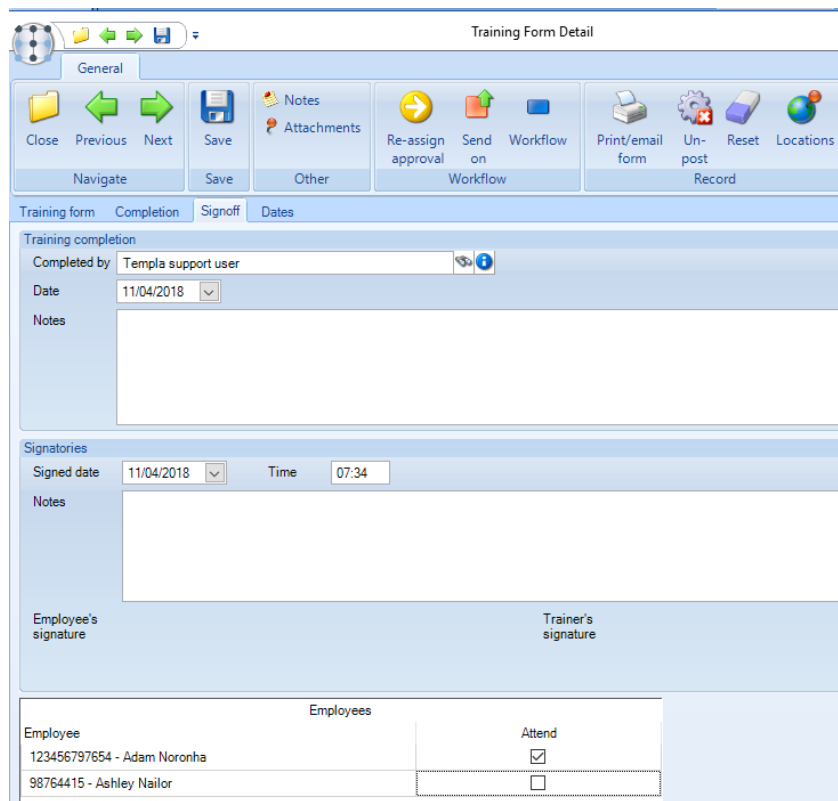 Training Form Detail
General
Close Previous Next Save Notes Attachments Re-assign approval Send on Workflow Print/email form Un-post Reset Locations
Navigate Save Other Workflow Record
Training form Completion Signoff Dates
Training completion
Completed by Templa support user
Date 11/04/2018
Notes
Signatories
Signed date 11/04/2018 Time 07:34
Notes
Employee's signature Trainer's signature
Employees
Employee Attend
123456797654 - Adam Noronha
98764415 - Ashley Nailor